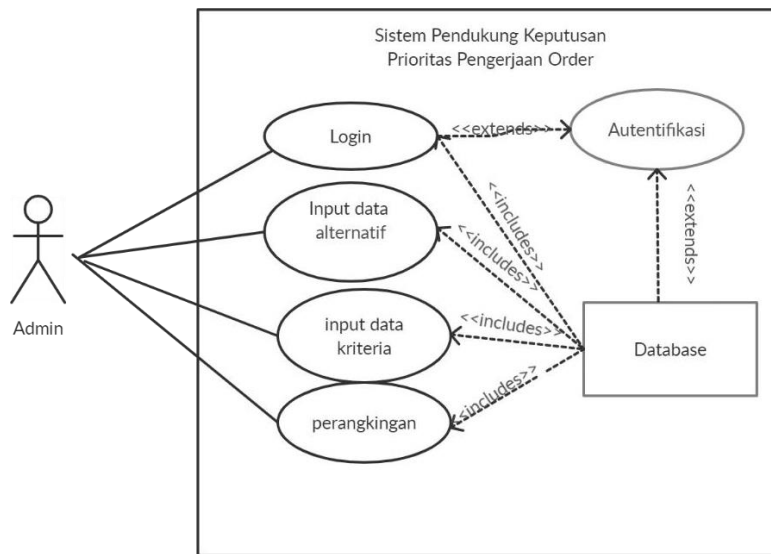 Sistem Pendukung Keputusan
Prioritas Pengerjaan Order
Login
<<extends>>
Autentifikasi
<<includes>>
<<extends>>
Input data
alternatif
<<includes>>
Admin
input data
kriteria
<<includes>>
Database
perangkingan
<<includes>>